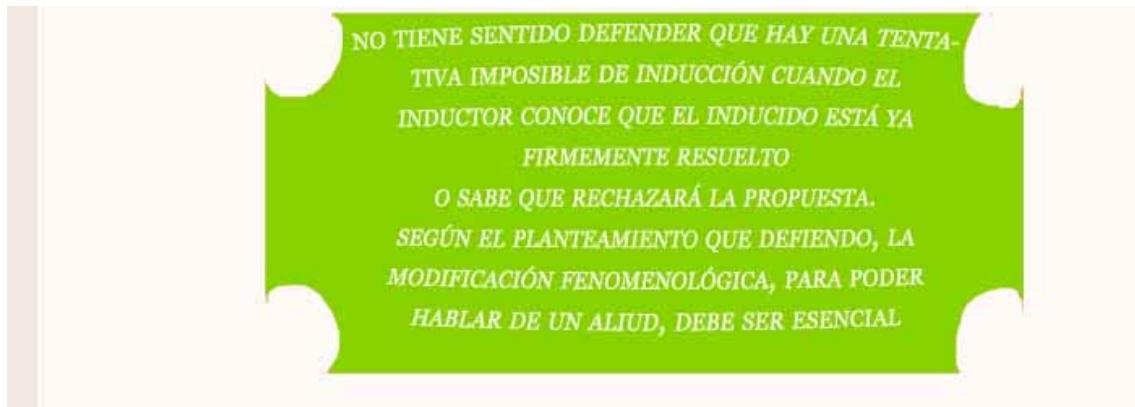 NO TIENE SENTIDO DEFENDER QUE HAY UNA TENTA-
TIVA IMPOSIBLE DE INDUCCIÓN CUANDO EL
INDUCTOR CONOCE QUE EL INDUCIDO ESTÁ YA
FIRMEMENTE RESUELTO
O SABE QUE RECHAZARÁ LA PROPUESTA.
SEGÚN EL PLANTEAMIENTO QUE DEFIENDO, LA
MODIFICACIÓN FENOMENOLÓGICA, PARA PODER
HABLAR DE UN ALIUD, DEBE SER ESENCIAL